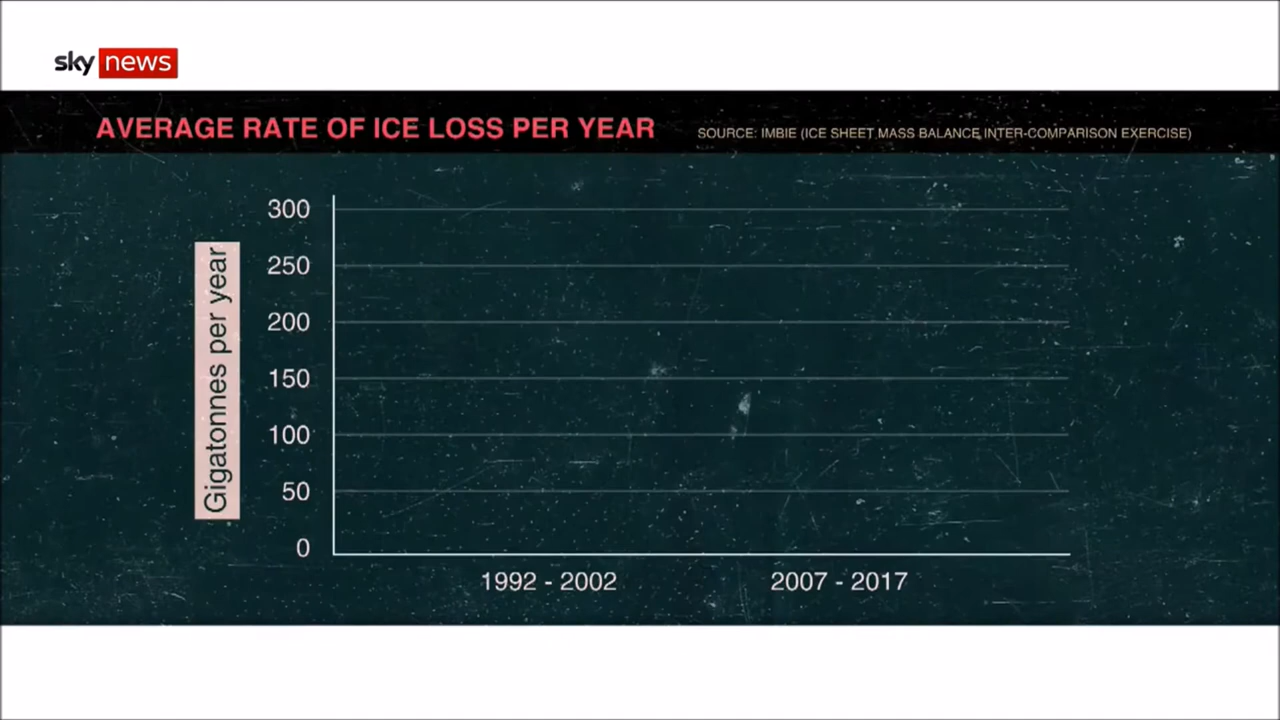 sky news
AVERAGE RATE OF ICE LOSS PER YEAR
SOURCE: IMBIE (ICE SHEET MASS BALANCE INTER-COMPARISON EXERCISE)
Gigatonnes per year
300
250
200
150
100
50
0
1992 - 2002
2007 - 2017